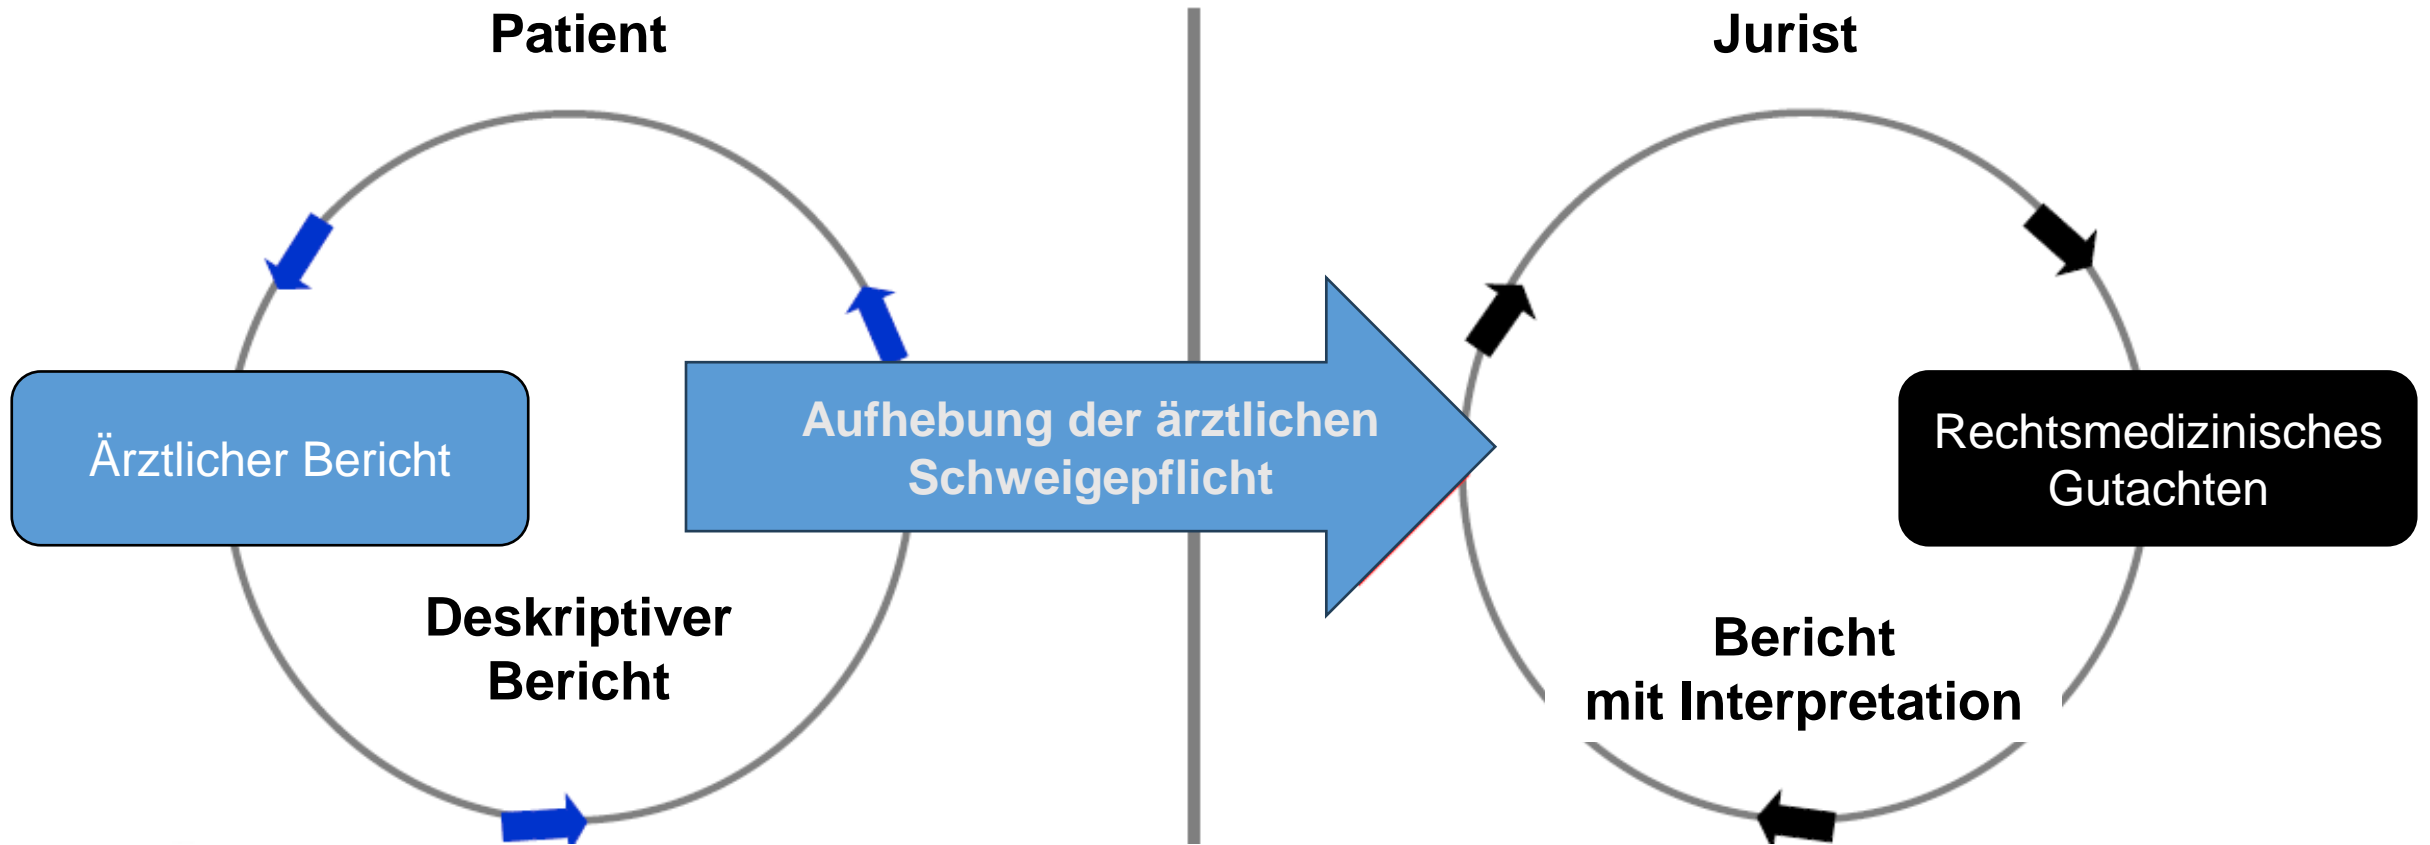 Patient
Jurist
Aufhebung der ärztlichen
Schweigepflicht
Ärztlicher Bericht
Rechtsmedizinisches
Gutachten
Deskriptiver
Bericht
Bericht
mit Interpretation